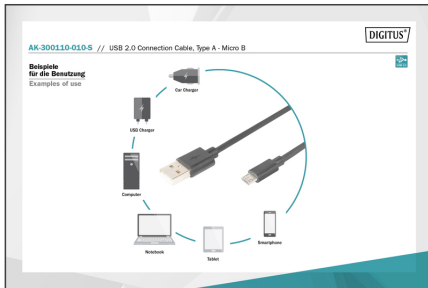 DIGITUS®
AK-300110-010-S // USB 2.0 Connection Cable, Type A - Micro B
Beispiele
für die Benutzung
Examples of use
Car Charger
USB Charger
Computer
Notebook
Tablet
Smartphone